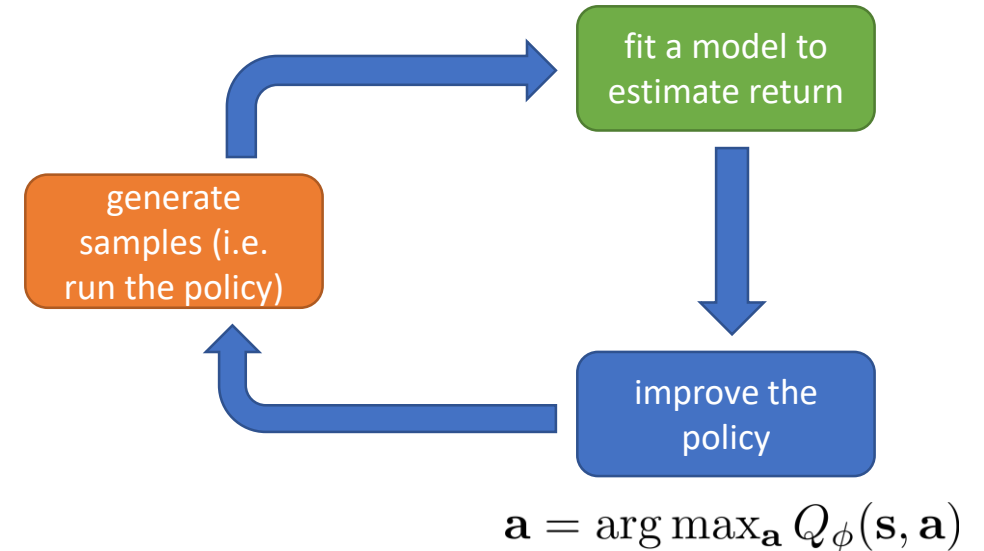 fit a model to
estimate return
generate
samples (i.e.
run the policy)
improve the
policy
𝐚 = arg max_𝐚 Q_ϕ(𝐬, 𝐚)